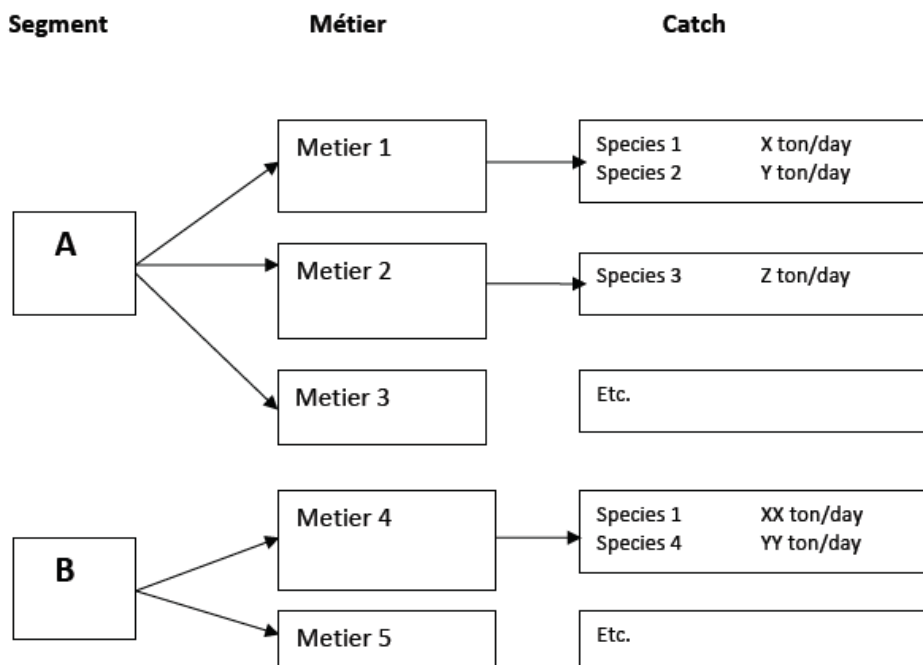 Segment Métier Catch
Metier 1
Species 1 X ton/day
Species 2 Y ton/day
A
Metier 2
Species 3 Z ton/day
Metier 3
Etc.
Metier 4
Species 1 XX ton/day
Species 4 YY ton/day
B
Metier 5
Etc.